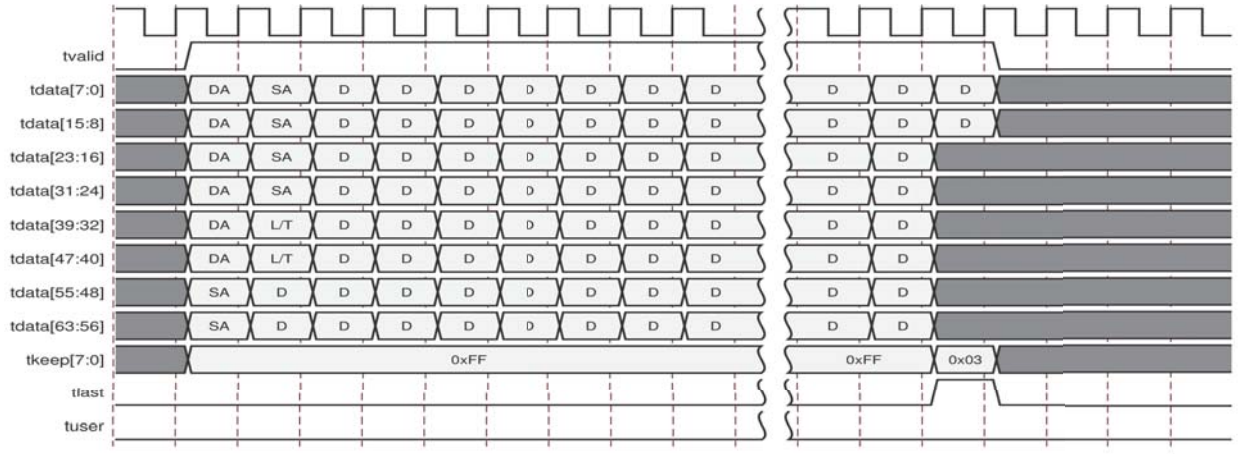 tvalid
tdata[7:0] DA SA D D D D D D D D D D
tdata[15:8] DA SA D D D D D D D D D D
tdata[23:16] DA SA D D D D D D D D D
tdata[31:24] DA SA D D D D D D D D D
tdata[39:32] DA L/T D D D D D D D D D
tdata[47:40] DA L/T D D D D D D D D D
tdata[55:48] SA D D D D D D D D D D
tdata[63:56] SA D D D D D D D D D D
tkeep[7:0] 0xFF 0xFF 0x03
tlast
tuser